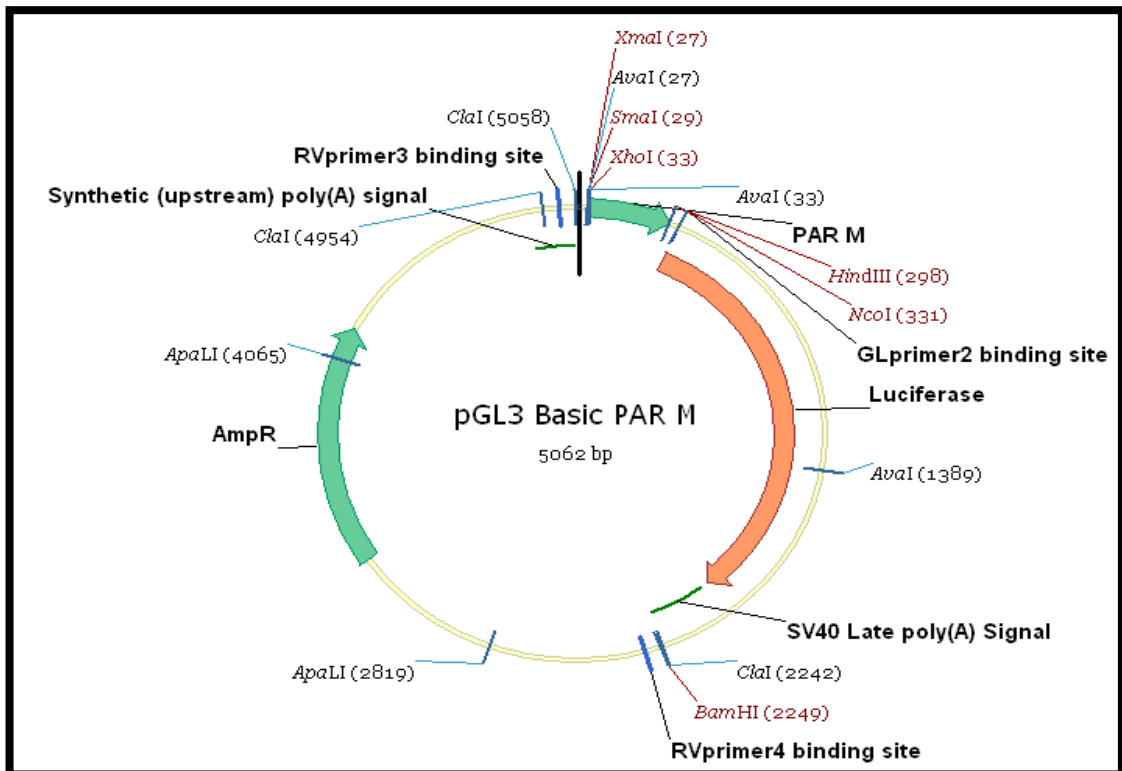 XmaI (27)
AvaI (27)
ClaI (5058)
SmaI (29)
RVprimer3 binding site
XhoI (33)
Synthetic (upstream) poly(A) signal
AvaI (33)
PAR M
ClaI (4954)
HindIII (298)
NcoI (331)
GLprimer2 binding site
ApaLI (4065)
Luciferase
pGL3 Basic PAR M
AmpR
5062 bp
AvaI (1389)
SV40 Late poly(A) Signal
ApaLI (2819)
ClaI (2242)
BamHI (2249)
RVprimer4 binding site